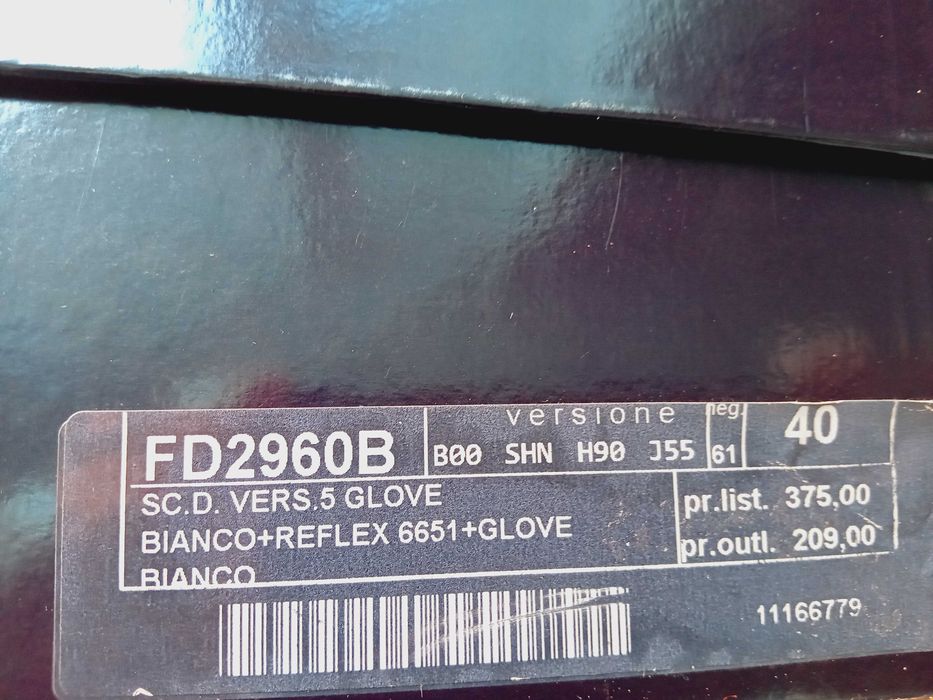 FD2960B
versione
B00 SHN H90 J55
neg.
61
40
SC.D. VERS.5 GLOVE
BIANCO+REFLEX 6651+GLOVE
BIANCO
pr.list. 375,00
pr.outl. 209,00
11166779